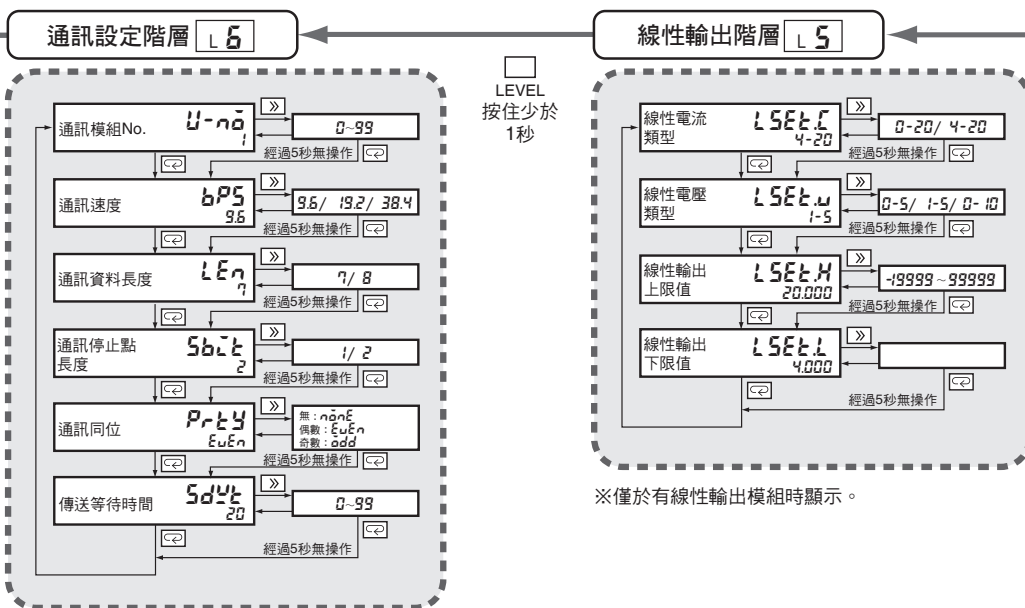 通訊設定階層 L 6
線性輸出階層 L 5
LEVEL
按住少於
1秒
通訊模組No. U-no
1
0~99
經過5秒無操作
通訊速度 bPS
9.6
9.6/ 19.2/ 38.4
經過5秒無操作
通訊資料長度 LEn
7
7/ 8
經過5秒無操作
通訊停止點
長度
Sbit
2
1/ 2
經過5秒無操作
通訊同位 PrtY
EvEn
無：nonE
偶數：EvEn
奇數：odd
經過5秒無操作
傳送等待時間 SdWt
20
0~99
經過5秒無操作
線性電流
類型
LSEt.C
4-20
0-20/ 4-20
經過5秒無操作
線性電壓
類型
LSEt.v
1-5
0-5/ 1-5/ 0-10
經過5秒無操作
線性輸出
上限值
LSEt.H
20.000
-19999~99999
經過5秒無操作
線性輸出
下限值
LSEt.L
4.000
經過5秒無操作
※僅於有線性輸出模組時顯示。